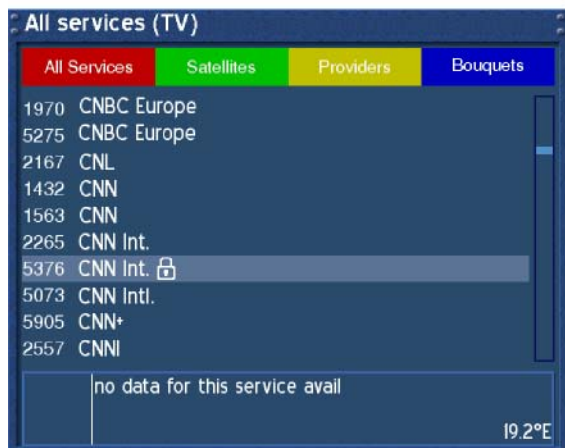 All services (TV)
All Services Satellites Providers Bouquets
1970 CNBC Europe
5275 CNBC Europe
2167 CNL
1432 CNN
1563 CNN
2265 CNN Int.
5376 CNN Int.
5073 CNN Intl.
5905 CNN+
2557 CNNI
no data for this service avail
19.2°E